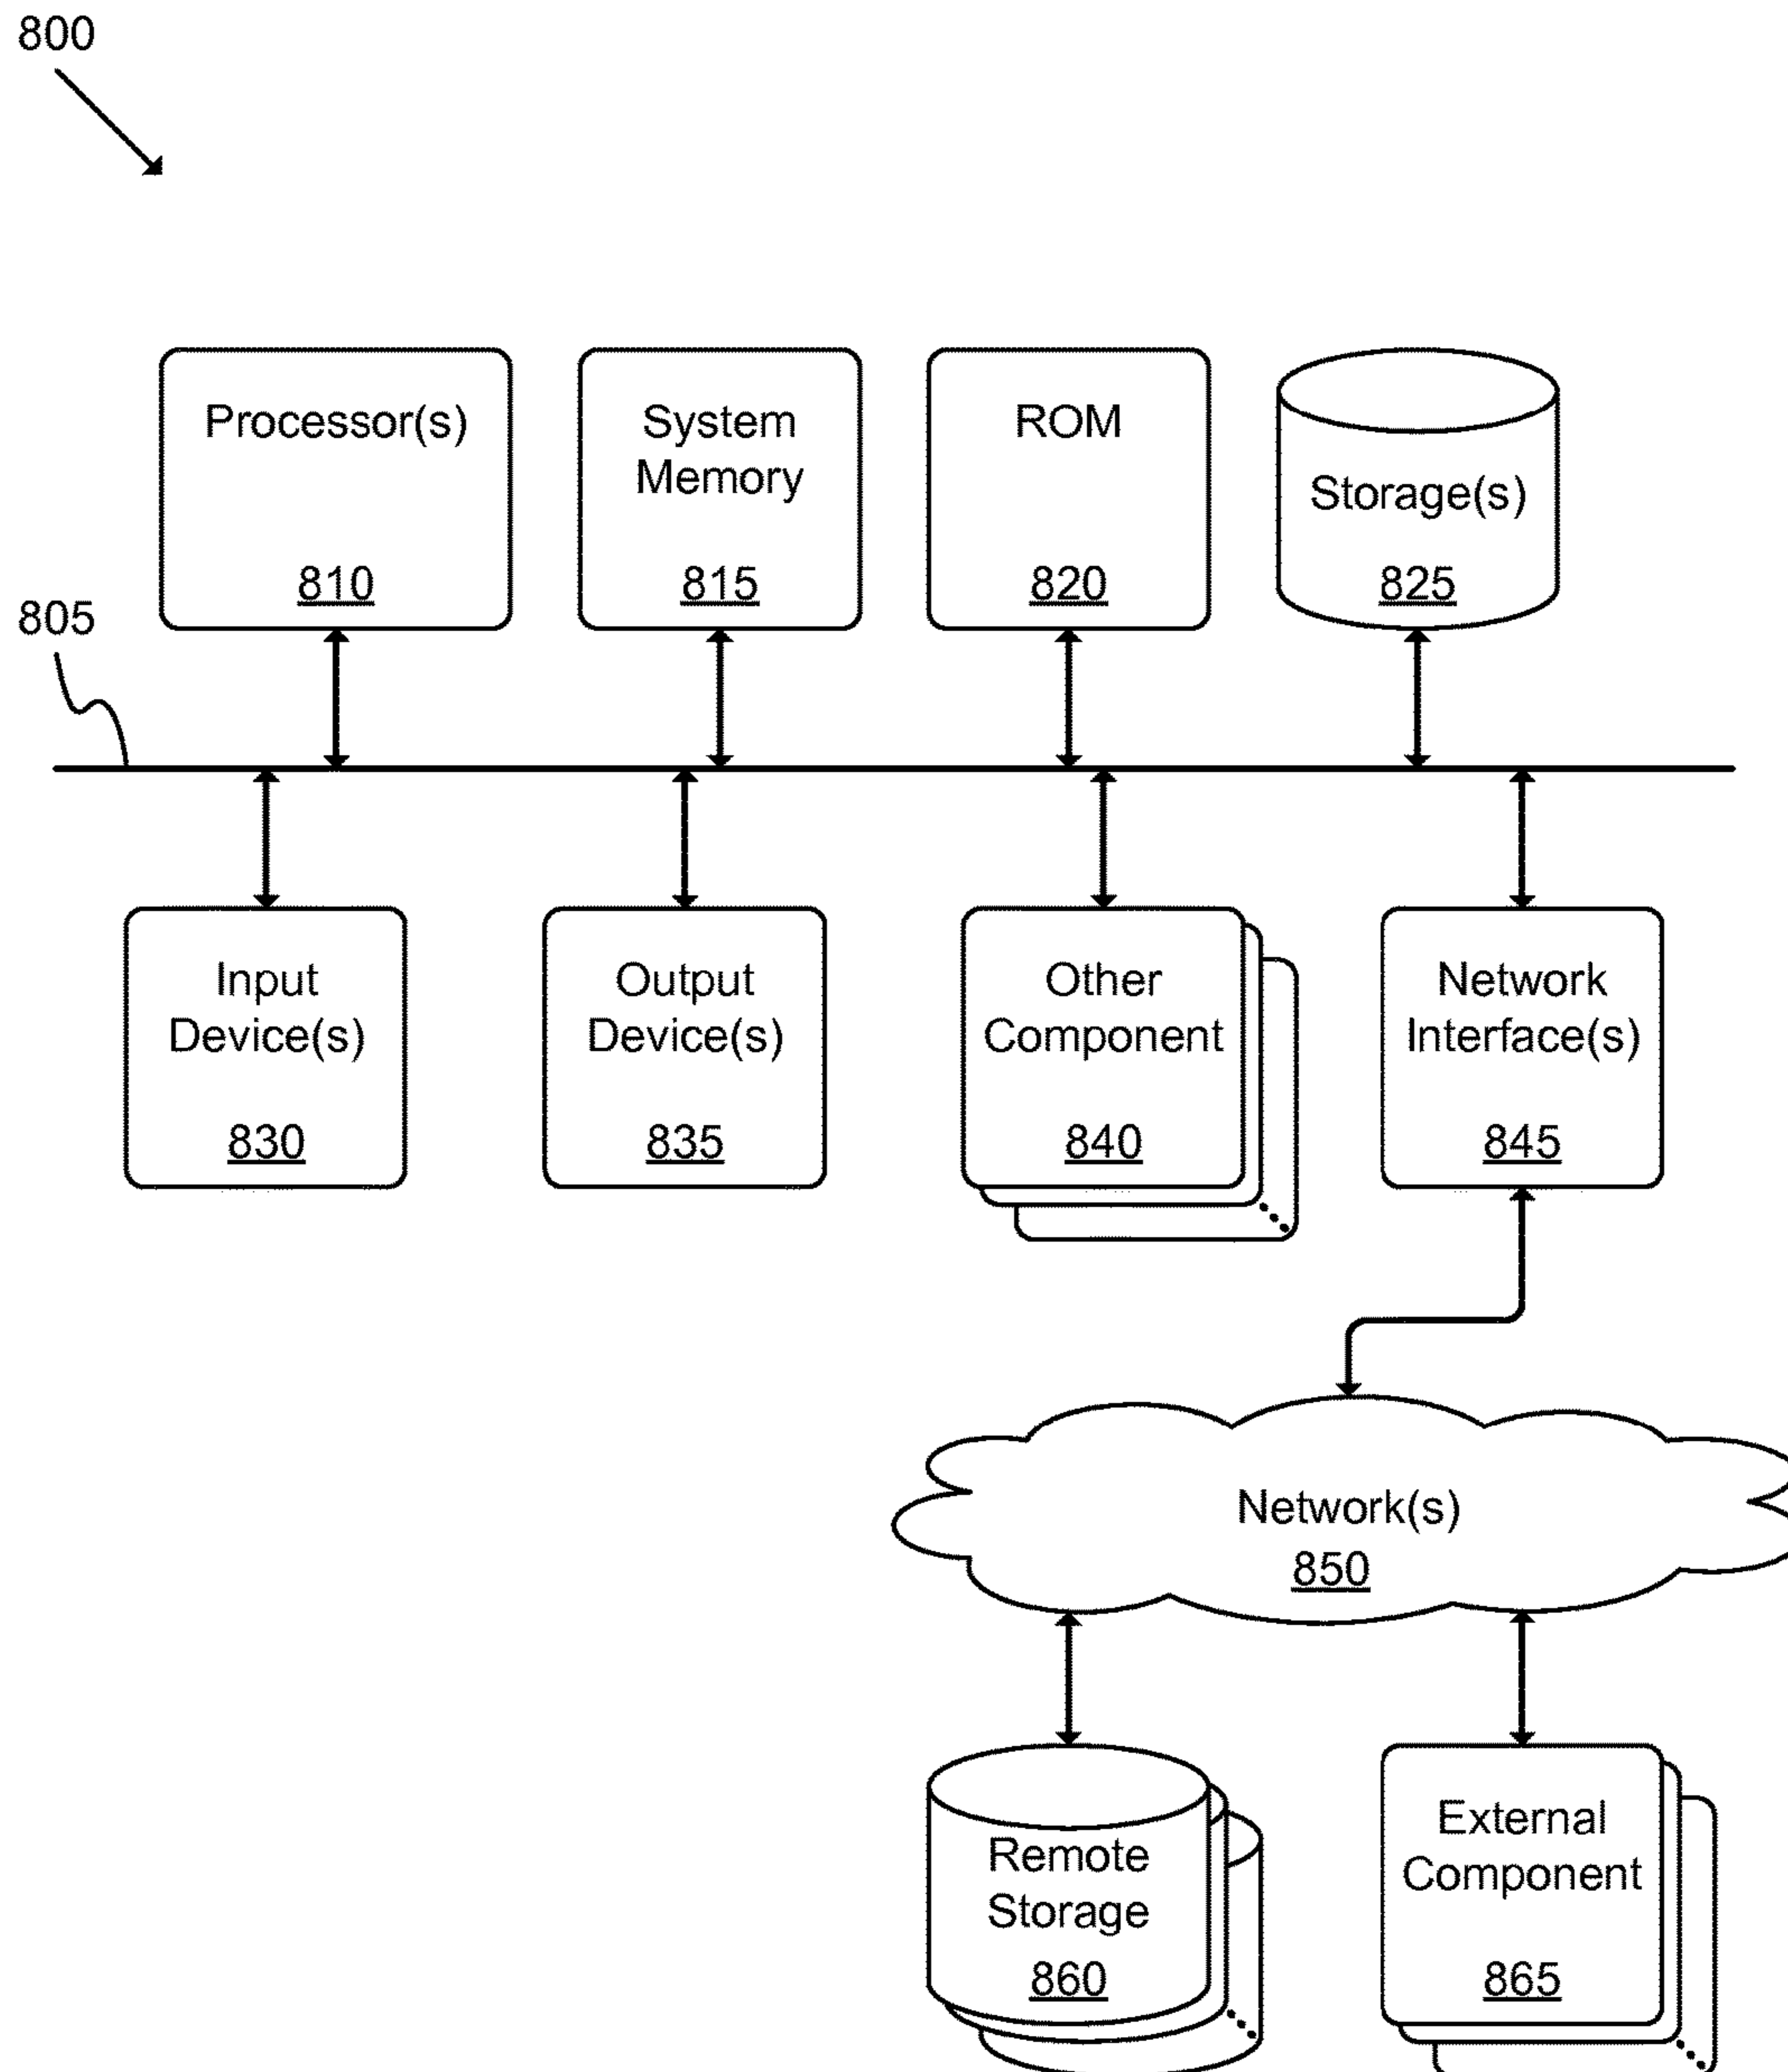 800
Processor(s)
810
System
Memory
815
ROM
820
Storage(s)
825
805
Input
Device(s)
830
Output
Device(s)
835
Other
Component
840
Network
Interface(s)
845
Network(s)
850
Remote
Storage
860
External
Component
865